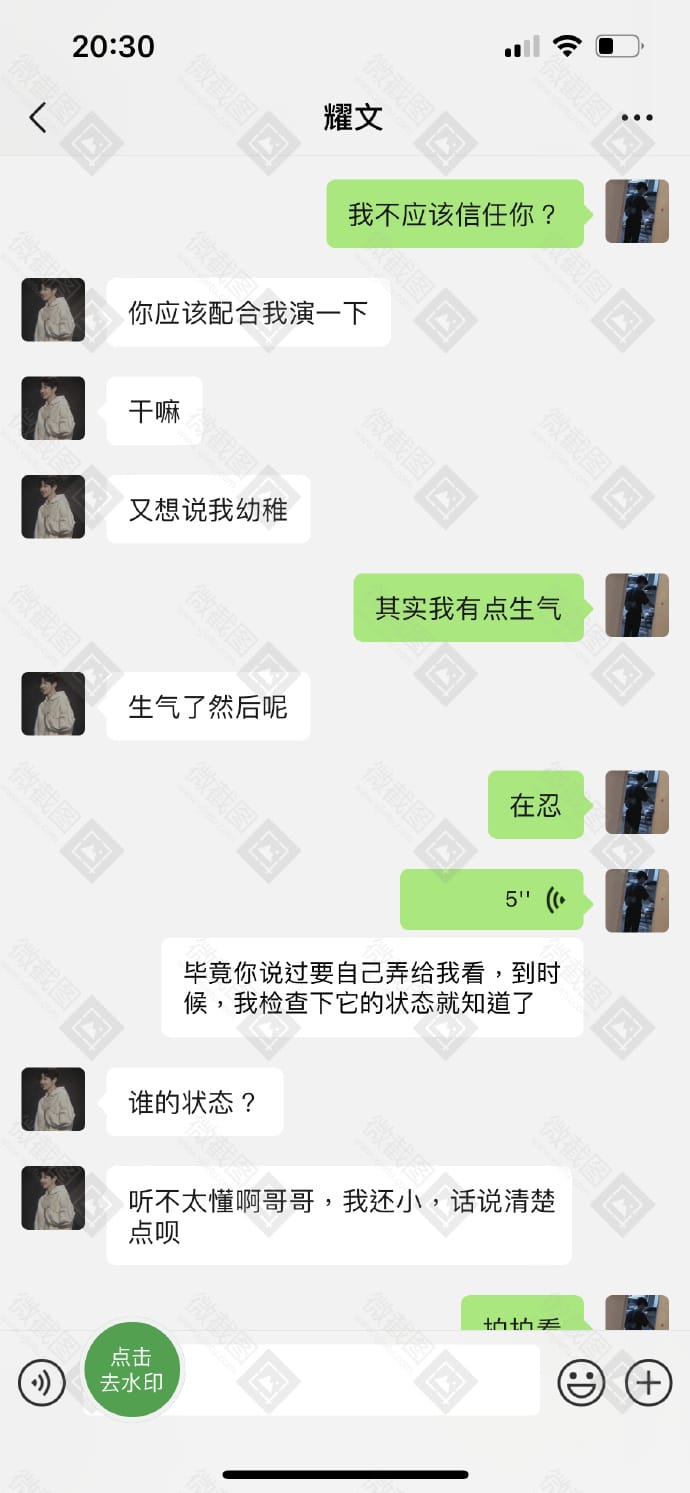 20:30
耀文
我不应该信任你？
你应该配合我演一下
干嘛
又想说我幼稚
其实我有点生气
生气了然后呢
在忍
5''
毕竟你说过要自己弄给我看，到时
候，我检查下它的状态就知道了
谁的状态？
听不太懂啊哥哥，我还小，话说清楚
点呗
拍拍看
点击
去水印
微截图